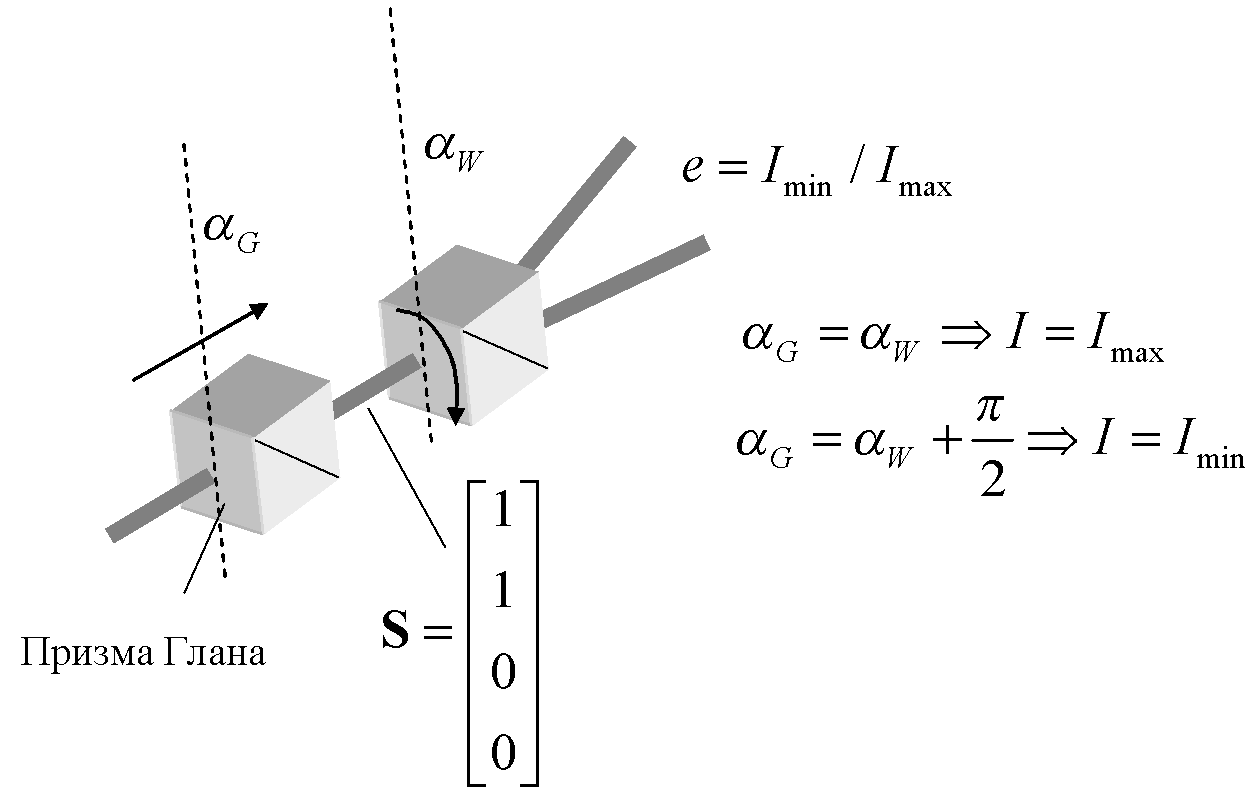 α_W
e = I_min / I_max
α_G
α_G = α_W ⇒ I = I_max
α_G = α_W + π/2 ⇒ I = I_min
S = [1 1 0 0]
Призма Глана